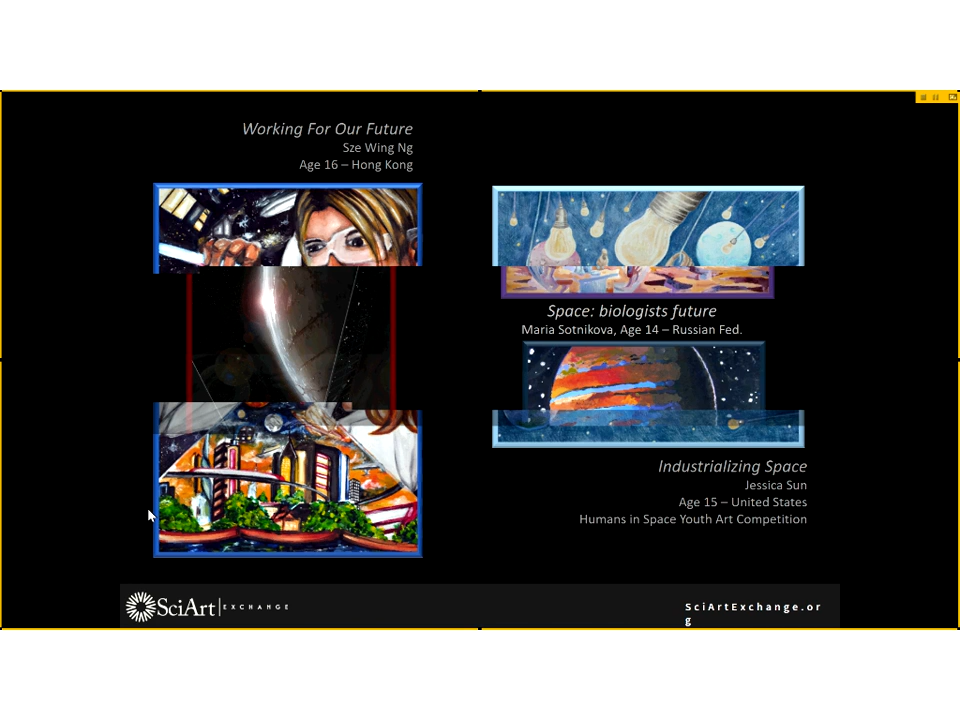 Working For Our Future
Sze Wing Ng
Age 16 – Hong Kong
Space: biologists future
Maria Sotnikova, Age 14 – Russian Fed.
Industrializing Space
Jessica Sun
Age 15 – United States
Humans in Space Youth Art Competition
SciArt EXCHANGE
SciArtExchange.or
g